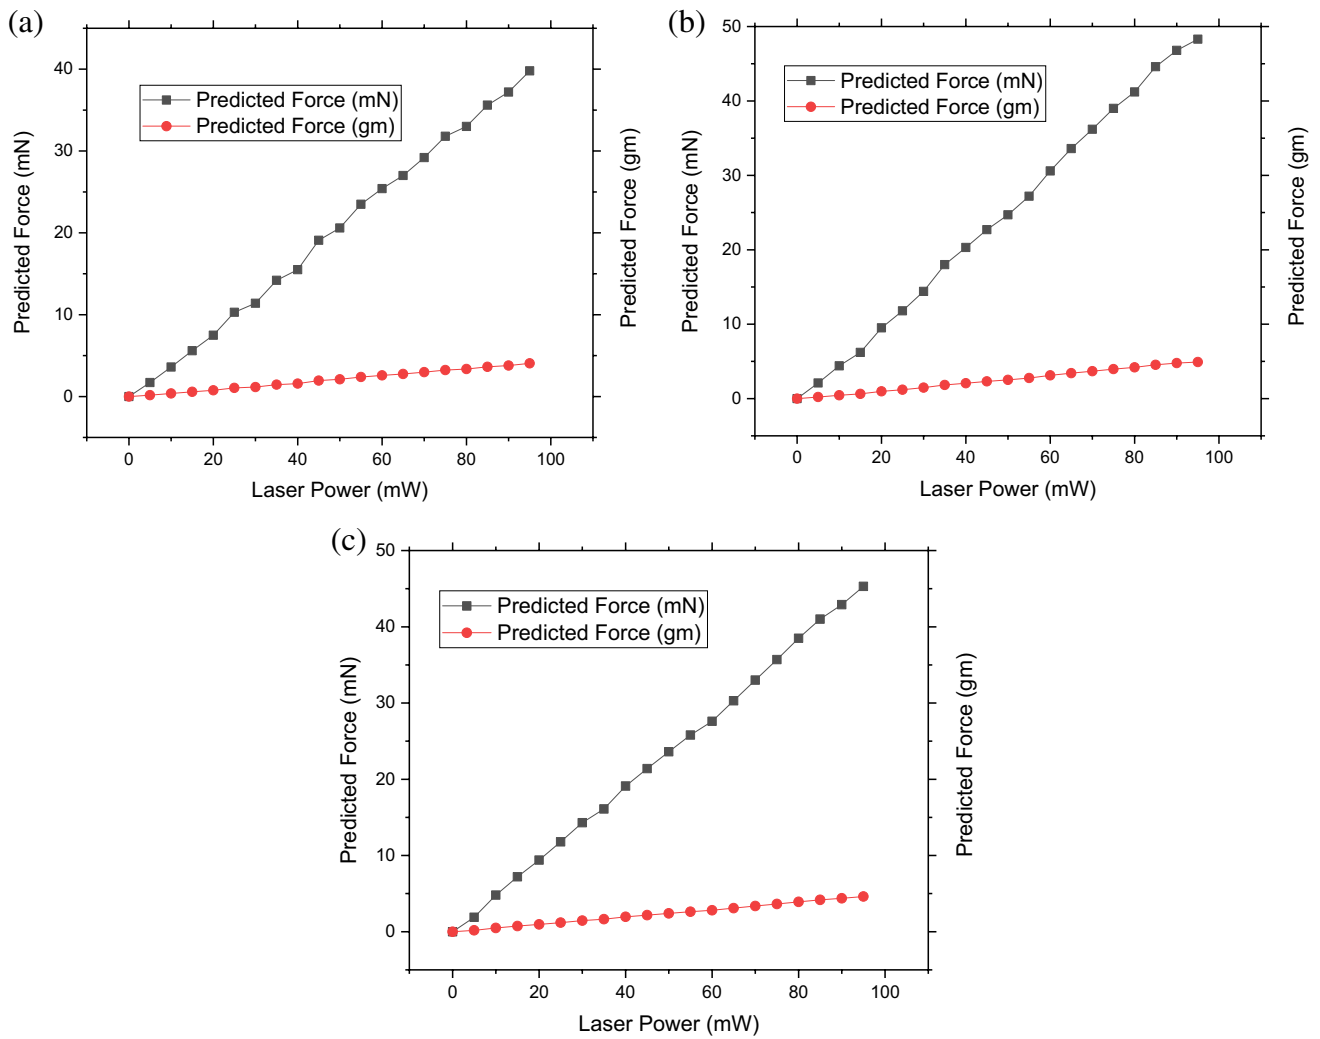 (a)
40
30
20
10
0
Predicted Force (mN)
Predicted Force (mN)
Predicted Force (gm)
Predicted Force (gm)
0 20 40 60 80 100
Laser Power (mW)
(b)
50
40
30
20
10
0
Predicted Force (mN)
Predicted Force (mN)
Predicted Force (gm)
Predicted Force (gm)
0 20 40 60 80 100
Laser Power (mW)
(c)
50
40
30
20
10
0
Predicted Force (mN)
Predicted Force (mN)
Predicted Force (gm)
Predicted Force (gm)
0 20 40 60 80 100
Laser Power (mW)